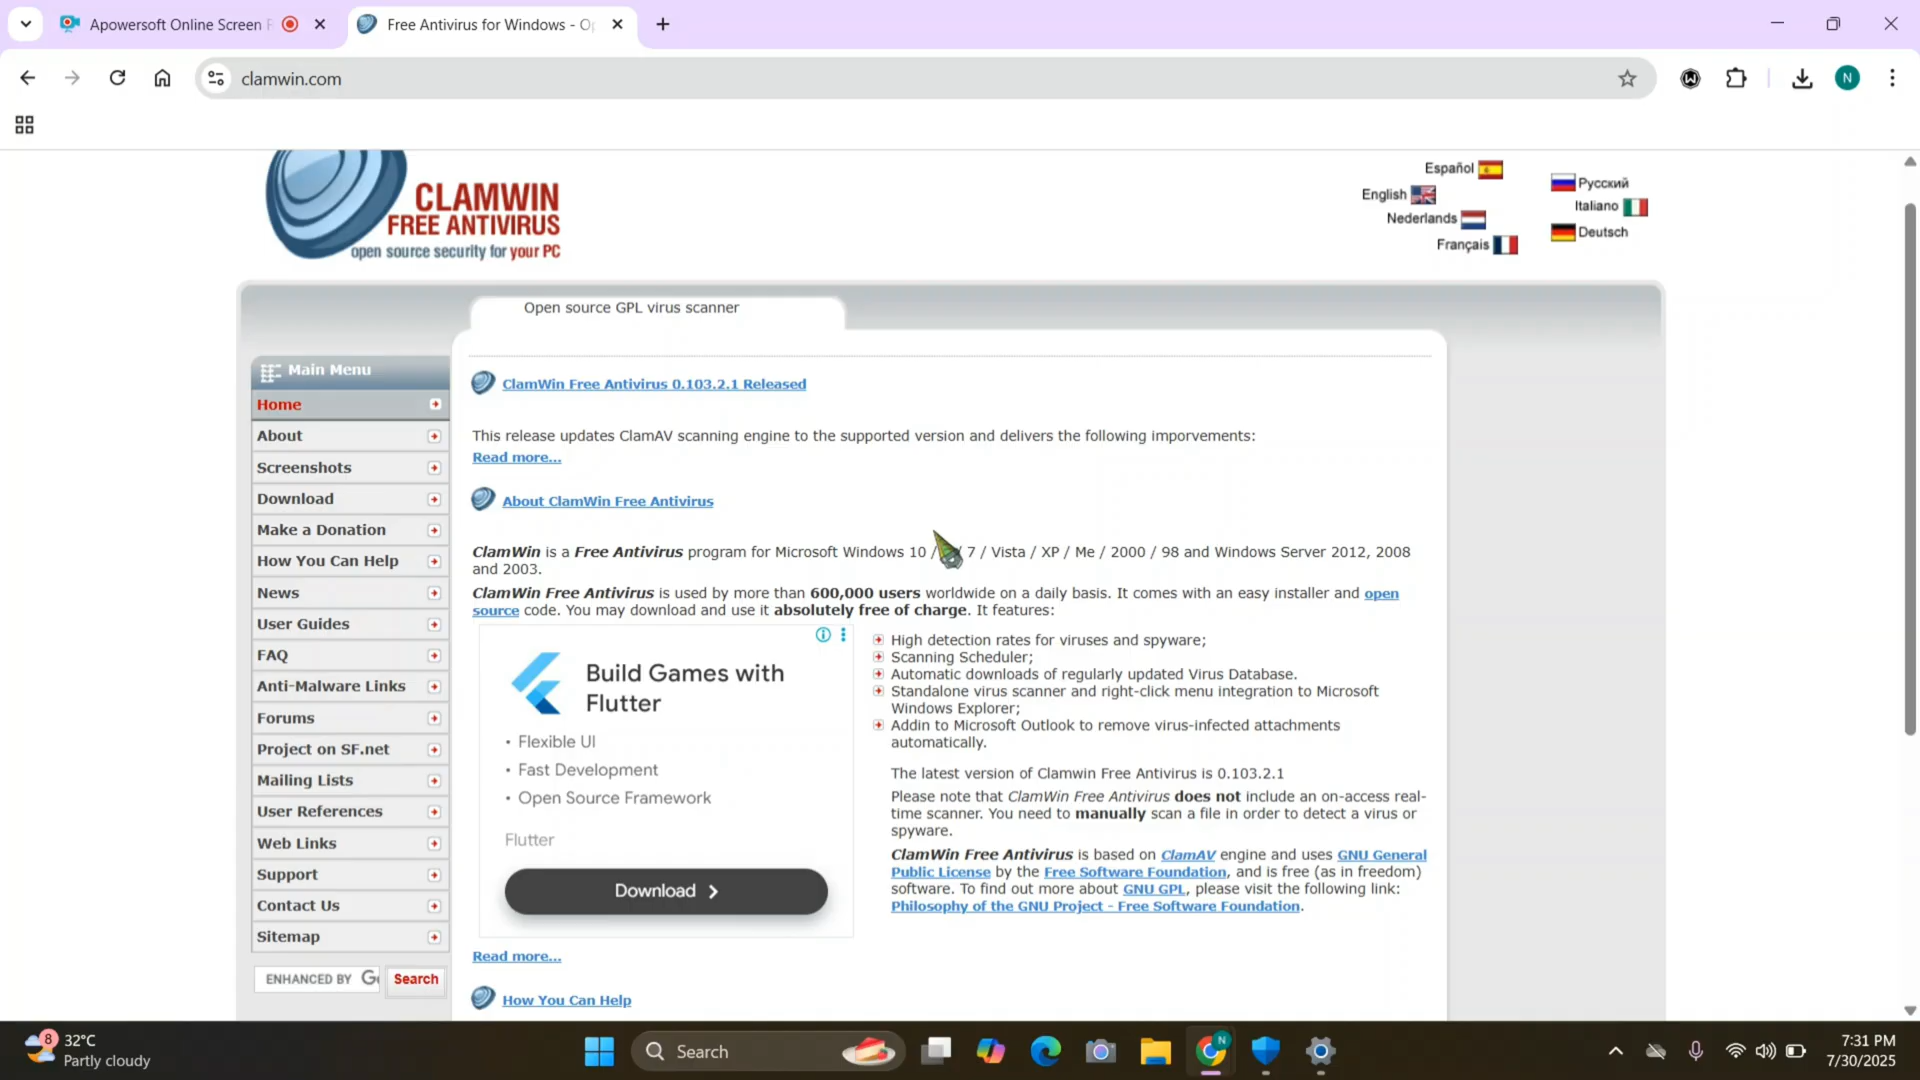 Apowersoft Online Screen
Free Antivirus for Windows - O
clamwin.com
N
CLAMWIN
FREE ANTIVIRUS
open source security for your PC
Español
English
Nederlands
Français
Русский
Italiano
Deutsch
Open source GPL virus scanner
Main Menu
Home
About
Screenshots
Download
Make a Donation
How You Can Help
News
User Guides
FAQ
Anti-Malware Links
Forums
Project on SF.net
Mailing Lists
User References
Web Links
Support
Contact Us
Sitemap
ENHANCED BY G
Search
ClamWin Free Antivirus 0.103.2.1 Released
This release updates ClamAV scanning engine to the supported version and delivers the following imporvements:
Read more...
About ClamWin Free Antivirus
ClamWin is a Free Antivirus program for Microsoft Windows 10 / / 7 / Vista / XP / Me / 2000 / 98 and Windows Server 2012, 2008
and 2003.
ClamWin Free Antivirus is used by more than 600,000 users worldwide on a daily basis. It comes with an easy installer and open
source code. You may download and use it absolutely free of charge. It features:
Build Games with
Flutter
• Flexible UI
• Fast Development
• Open Source Framework
Flutter
Download
High detection rates for viruses and spyware;
Scanning Scheduler;
Automatic downloads of regularly updated Virus Database.
Standalone virus scanner and right-click menu integration to Microsoft
Windows Explorer;
Addin to Microsoft Outlook to remove virus-infected attachments
automatically.
The latest version of Clamwin Free Antivirus is 0.103.2.1
Please note that ClamWin Free Antivirus does not include an on-access real-
time scanner. You need to manually scan a file in order to detect a virus or
spyware.
ClamWin Free Antivirus is based on ClamAV engine and uses GNU General
Public License by the Free Software Foundation, and is free (as in freedom)
software. To find out more about GNU GPL, please visit the following link:
Philosophy of the GNU Project - Free Software Foundation.
Read more...
How You Can Help
8
32°C
Partly cloudy
Search
N
7:31 PM
7/30/2025